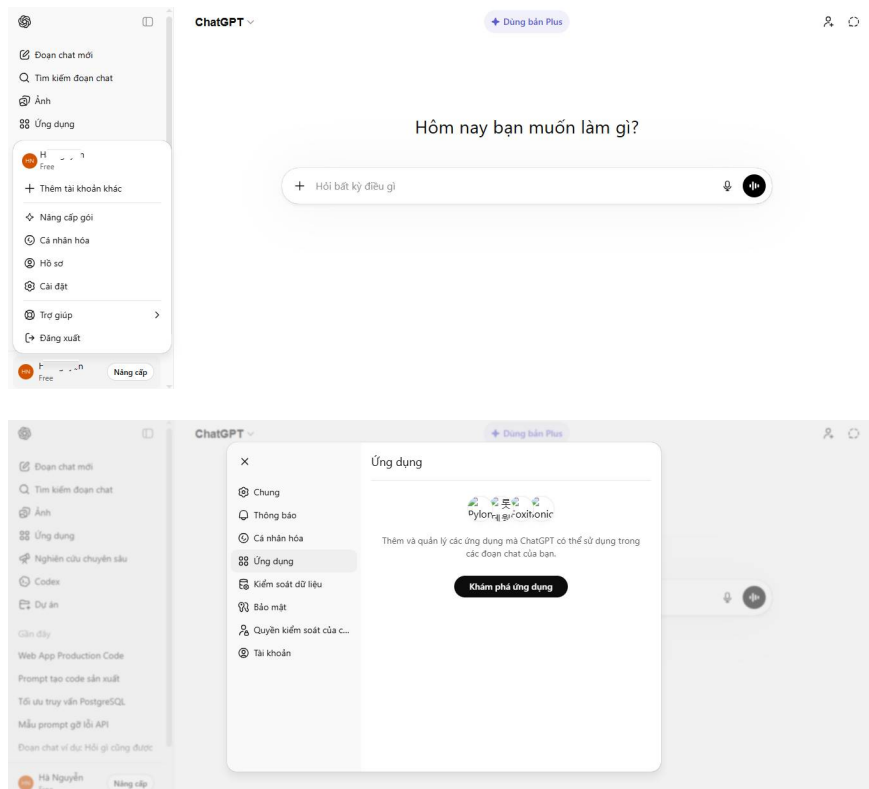 ChatGPT
Dùng bản Plus
Đoạn chat mới
Tìm kiếm đoạn chat
Ảnh
Ứng dụng
HN
Free
Thêm tài khoản khác
Nâng cấp gói
Cá nhân hóa
Hồ sơ
Cài đặt
Trợ giúp
Đăng xuất
HN
Free
Nâng cấp
Hôm nay bạn muốn làm gì?
Hỏi bất kỳ điều gì
ChatGPT
Dùng bản Plus
Đoạn chat mới
Tìm kiếm đoạn chat
Ảnh
Ứng dụng
Nghiên cứu chuyên sâu
Codex
Dự án
Gần đây
Web App Production Code
Prompt tạo code sản xuất
Tối ưu truy vấn PostgreSQL
Mẫu prompt gỡ lỗi API
Đoạn chat ví dụ: Hỏi gì cũng được
HN
Hà Nguyễn
Free
Nâng cấp
Chung
Thông báo
Cá nhân hóa
Ứng dụng
Kiểm soát dữ liệu
Bảo mật
Quyền kiểm soát của c...
Tài khoản
Ứng dụng
Thêm và quản lý các ứng dụng mà ChatGPT có thể sử dụng trong
các đoạn chat của bạn.
Khám phá ứng dụng